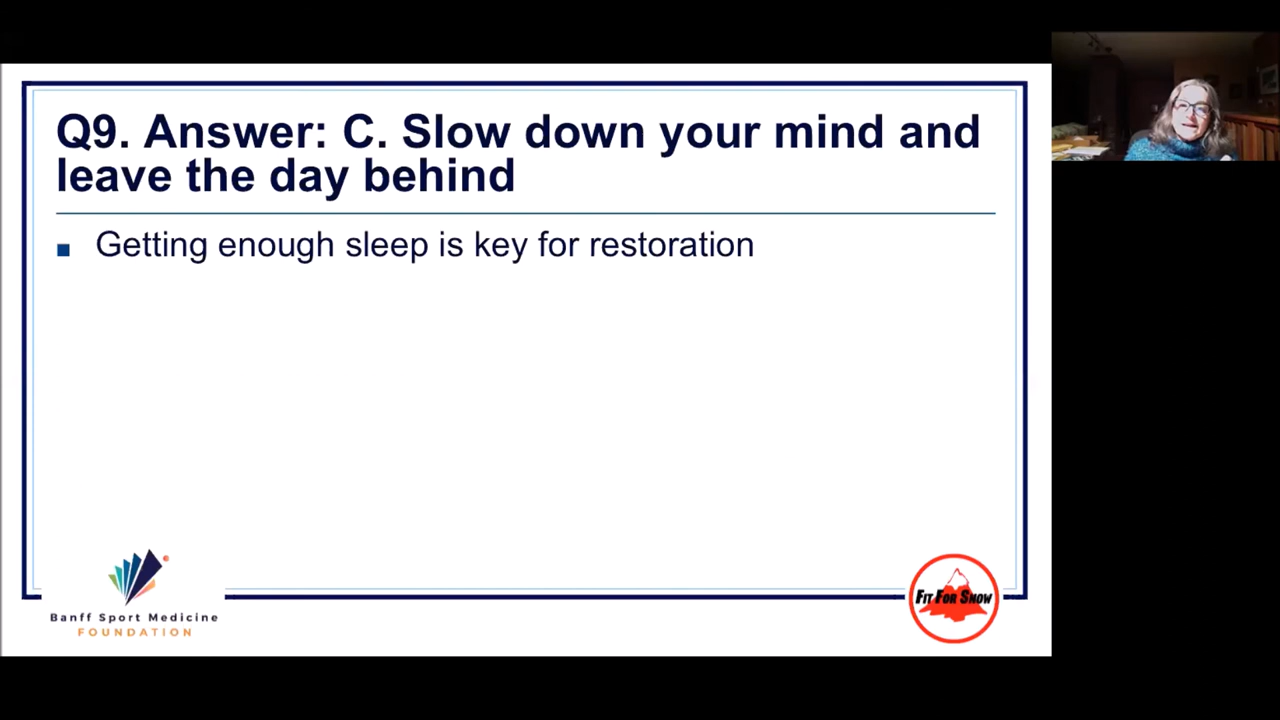 Q9. Answer: C. Slow down your mind and
leave the day behind
Getting enough sleep is key for restoration
Banff Sport Medicine
FOUNDATION
FIT FOR SNOW